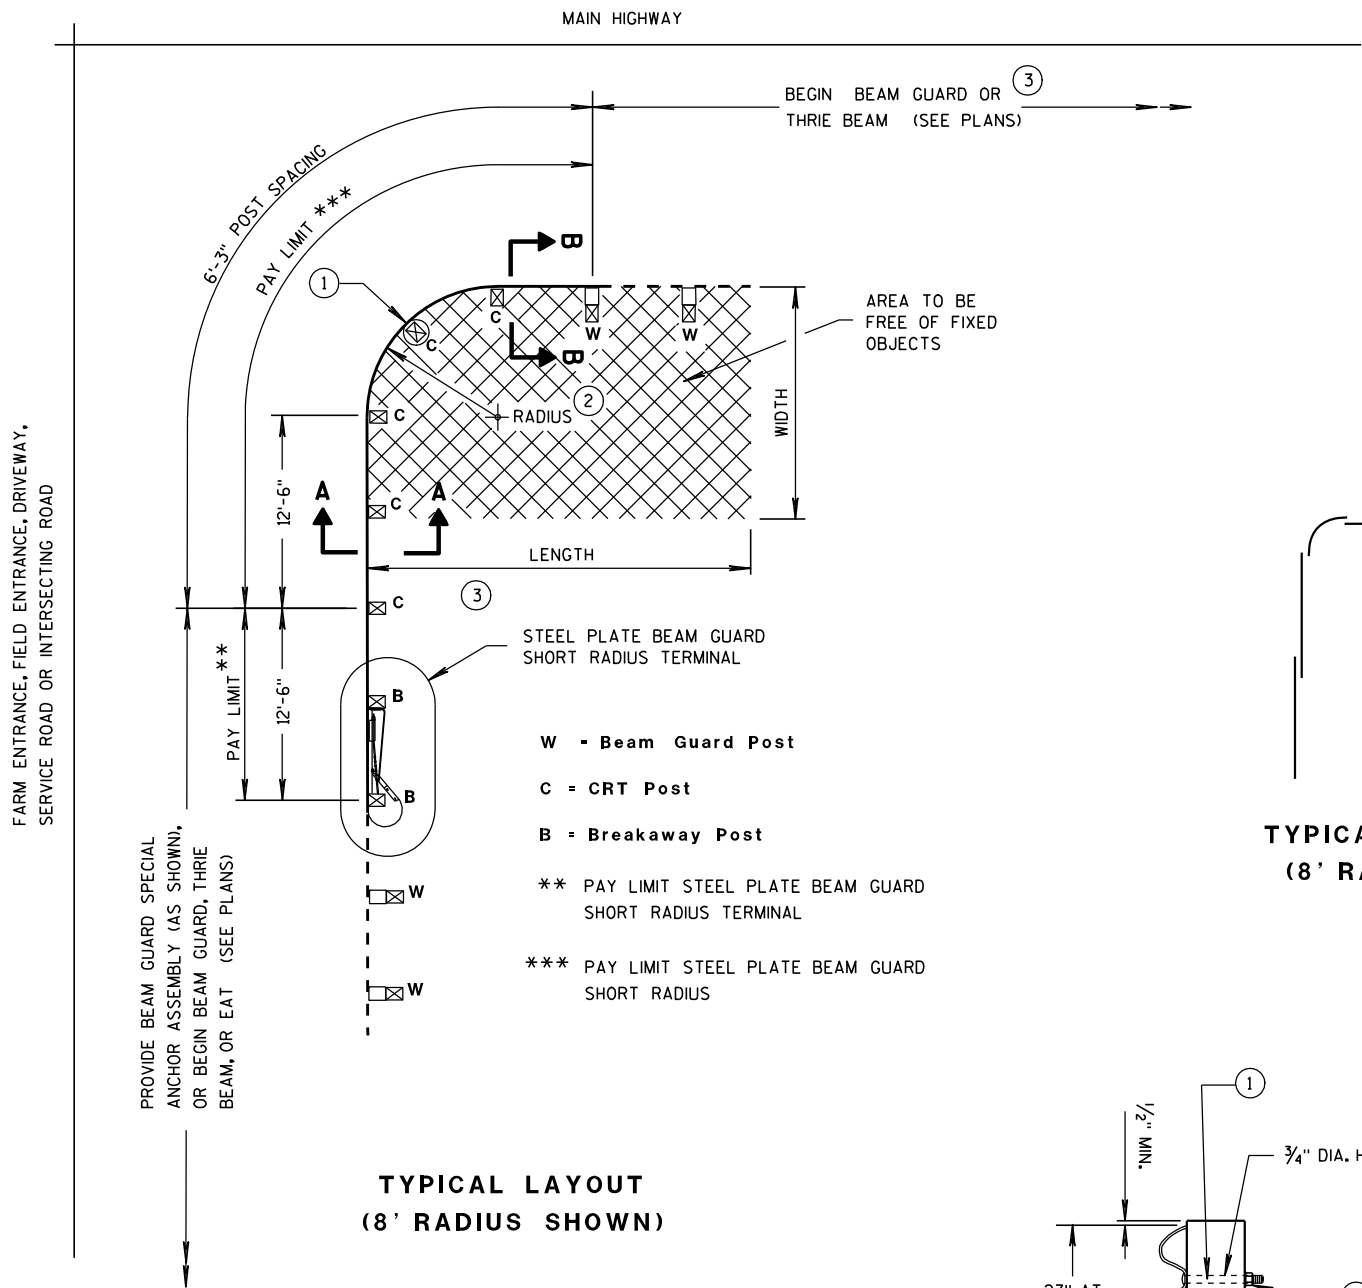 MAIN HIGHWAY
3
BEGIN BEAM GUARD OR
THRIE BEAM (SEE PLANS)
6'-3" POST SPACING
PAY LIMIT ***
B
1
AREA TO BE
FREE OF FIXED
OBJECTS
C
W
W
C
B
2
RADIUS
WIDTH
C
12'-6"
A
A
C
LENGTH
3
C
FARM ENTRANCE, FIELD ENTRANCE, DRIVEWAY,
SERVICE ROAD OR INTERSECTING ROAD
STEEL PLATE BEAM GUARD
SHORT RADIUS TERMINAL
PAY LIMIT **
12'-6"
B
B
W - Beam Guard Post
C = CRT Post
B - Breakaway Post
** PAY LIMIT STEEL PLATE BEAM GUARD
SHORT RADIUS TERMINAL
*** PAY LIMIT STEEL PLATE BEAM GUARD
SHORT RADIUS
W
W
PROVIDE BEAM GUARD SPECIAL
ANCHOR ASSEMBLY (AS SHOWN),
OR BEGIN BEAM GUARD, THRIE
BEAM, OR EAT (SEE PLANS)
TYPICAL LAYOUT
(8' RADIUS SHOWN)
TYPICA
(8' RA
1
½" MIN.
¾" DIA. H